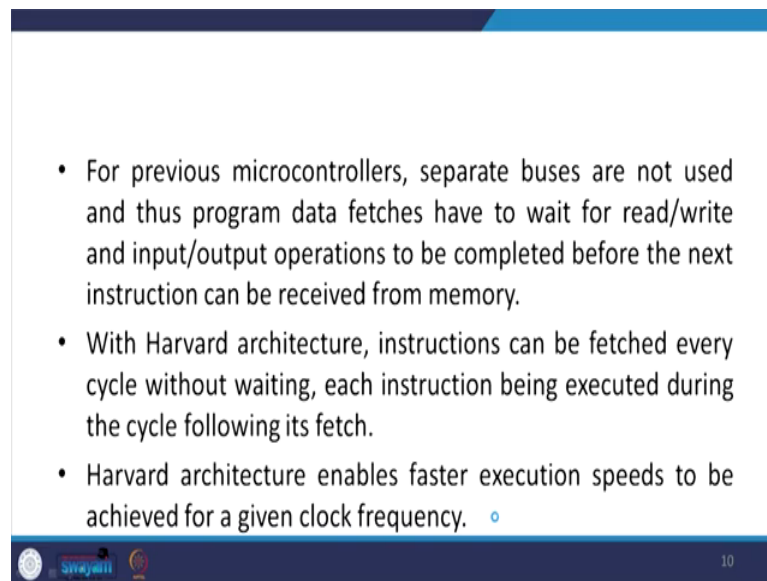 • For previous microcontrollers, separate buses are not used
and thus program data fetches have to wait for read/write
and input/output operations to be completed before the next
instruction can be received from memory.
• With Harvard architecture, instructions can be fetched every
cycle without waiting, each instruction being executed during
the cycle following its fetch.
• Harvard architecture enables faster execution speeds to be
achieved for a given clock frequency.
swayam 10